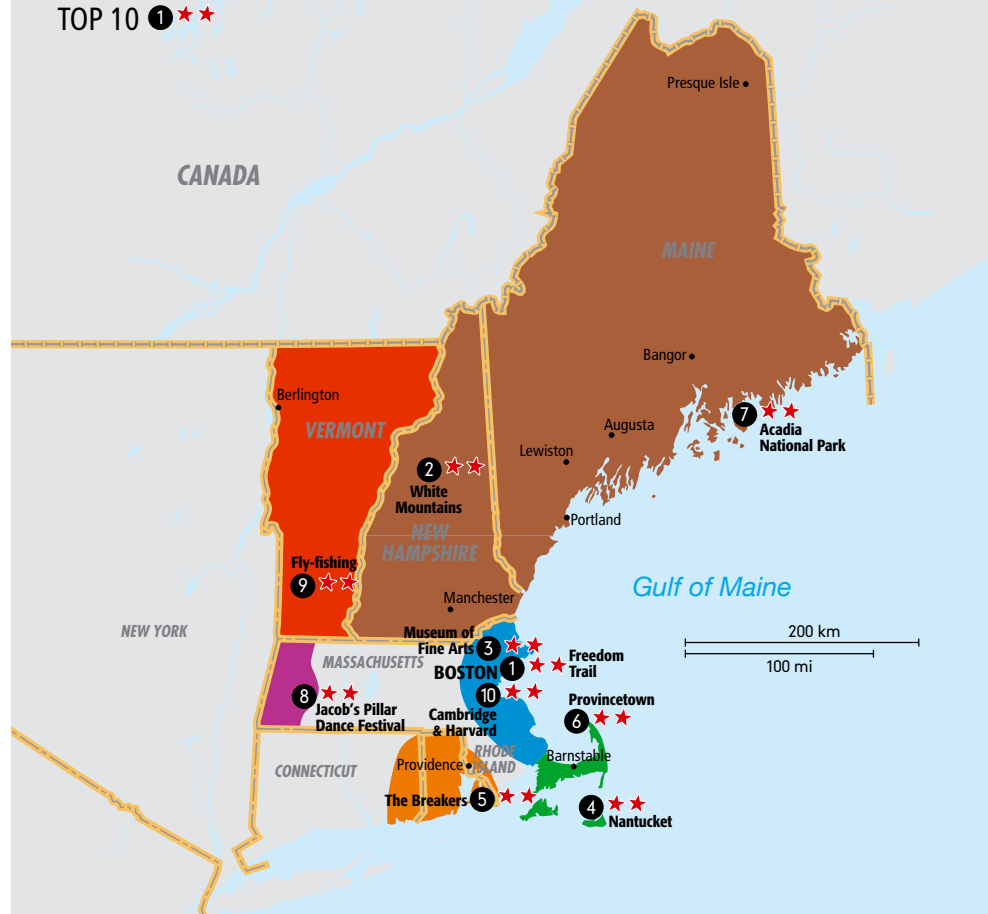 TOP 10 1
Presque Isle
CANADA
MAINE
Bangor
Berlington
VERMONT
7
Acadia
National Park
Augusta
Lewiston
2
White
Mountains
Portland
NEW
HAMPSHIRE
Fly-fishing
9
Gulf of Maine
Manchester
NEW YORK
200 km
100 mi
Museum of
Fine Arts 3
MASSACHUSETTS
BOSTON 1 Freedom
Trail
8
Jacob's Pillar
Dance Festival
10
Cambridge
& Harvard
Provincetown
6
RHODE
ISLAND
Barnstable
Providence
CONNECTICUT
The Breakers 5
4
Nantucket